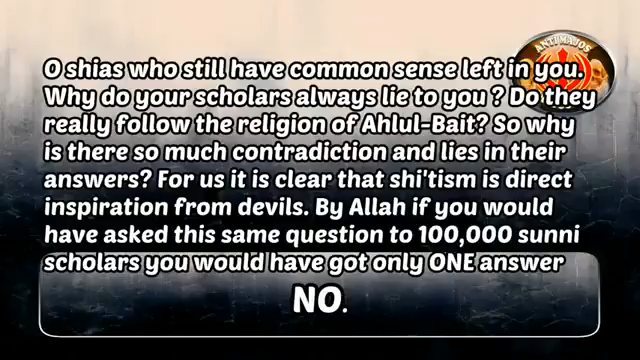 ANTIMAJOS
O shias who still have common sense left in you.
Why do your scholars always lie to you ? Do they
really follow the religion of Ahlul-Bait? So why
is there so much contradiction and lies in their
answers? For us it is clear that shi'tism is direct
inspiration from devils. By Allah if you would
have asked this same question to 100,000 sunni
scholars you would have got only ONE answer
NO.